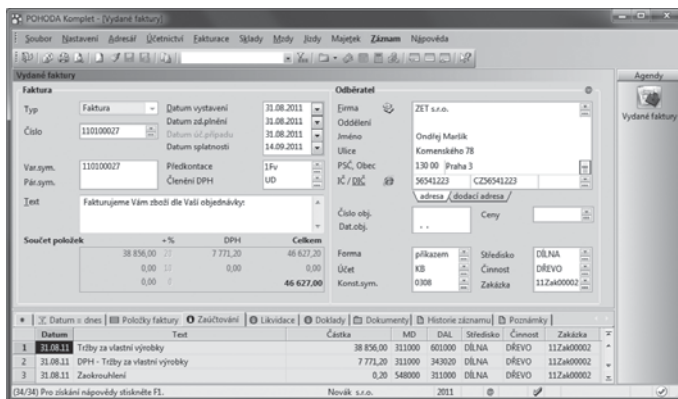 POHODA Komplet - [Vydané faktury]
Soubor Nastavení Adresář Účetnictví Fakturace Sklady Mzdy Jízdy Majetek Záznam Nápověda
Vydané faktury
Agendy
Vydané faktury
Faktura
Typ Faktura Datum vystavení 31.08.2011
Datum zd.plnění 31.08.2011
Číslo 110100027 Datum úč.případu 31.08.2011
Datum splatnosti 14.09.2011
Var.sym. 110100027 Předkontace 1Fv
Pár.sym. Členění DPH UD
Text Fakturujeme Vám zboží dle Vaší objednávky:
Součet položek +% DPH Celkem
38 856,00 20 7 771,20 46 627,20
0,00 10 0,00 0,00
0,00 0 46 627,00
Odběratel
Firma ZET s.r.o.
Oddělení
Jméno Ondřej Maršik
Ulice Komenského 78
PSČ, Obec 130 00 Praha 3
IČ / DIČ 56541223 CZ56541223
adresa dodací adresa
Číslo obj. Ceny
Dat.obj. . .
Forma příkazem Středisko DÍLNA
Účet KB Činnost DŘEVO
Konst.sym. 0308 Zakázka 11Zak00002
Datum = dnes Položky faktury Zaúčtování Likvidace Doklady Dokumenty Historie záznamu Poznámky
Datum Text Částka MD DAL Středisko Činnost Zakázka
1 31.08.11 Tržby za vlastní výrobky 38 856,00 311000 601000 DÍLNA DŘEVO 11Zak00002
2 31.08.11 DPH - Tržby za vlastní výrobky 7 771,20 311000 343020 DÍLNA DŘEVO 11Zak00002
3 31.08.11 Zaokrouhlení 0,20 548000 311000 DÍLNA DŘEVO 11Zak00002
(34/34) Pro získání nápovědy stiskněte F1. Novák s.r.o. 2011 @